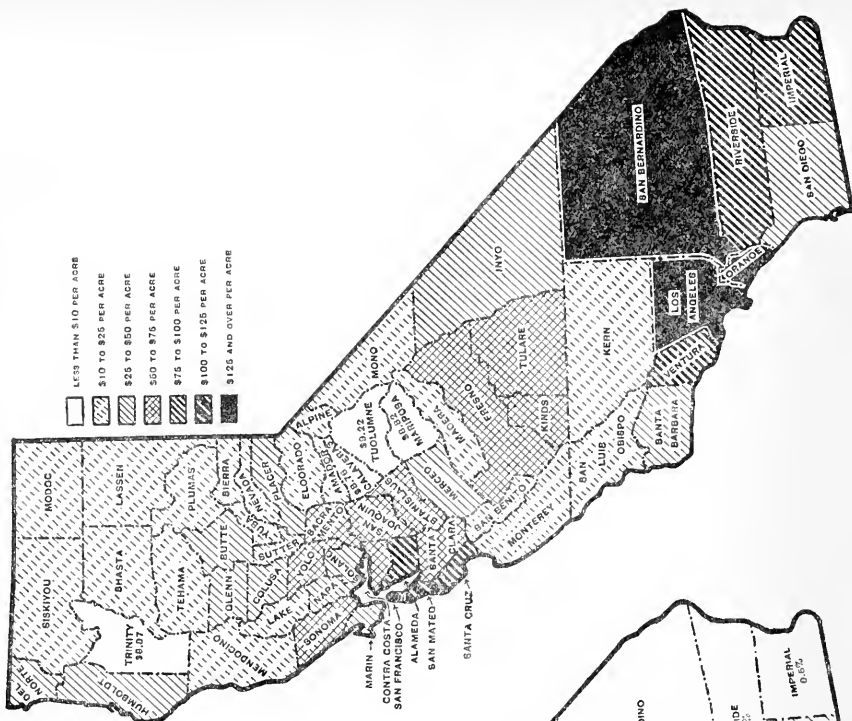 LESS THAN $10 PER ACRE
$10 TO $25 PER ACRE
$25 TO $50 PER ACRE
$50 TO $75 PER ACRE
$75 TO $100 PER ACRE
$100 TO $125 PER ACRE
$125 AND OVER PER ACRE
DEL NORTE
SISKIYOU
MODOC
HUMBOLDT
TRINITY
$6.07
SHASTA
LASSEN
TEHAMA
PLUMAS
MENDOCINO
GLENN
BUTTE
SIERRA
LAKE
COLUSA
YUBA
NEVADA
SUTTER
PLACER
SONOMA
NAPA
YOLO
SACRAMENTO
ELDORADO
ALPINE
AMADOR
SOLANO
CALAVERAS
$8.76
MARIN
CONTRA COSTA
SAN FRANCISCO
ALAMEDA
SAN MATEO
SANTA CRUZ
SAN JOAQUIN
TUOLUMNE
$9.22
MONO
STANISLAUS
MARIPOSA
$6.82
SANTA CLARA
MERCED
MADERA
SAN BENITO
FRESNO
INYO
MONTEREY
KINGS
TULARE
SAN LUIS OBISPO
KERN
SAN BERNARDINO
SANTA BARBARA
VENTURA
LOS ANGELES
ORANGE
RIVERSIDE
SAN DIEGO
IMPERIAL
DINO
IDE
IMPERIAL
0.5%